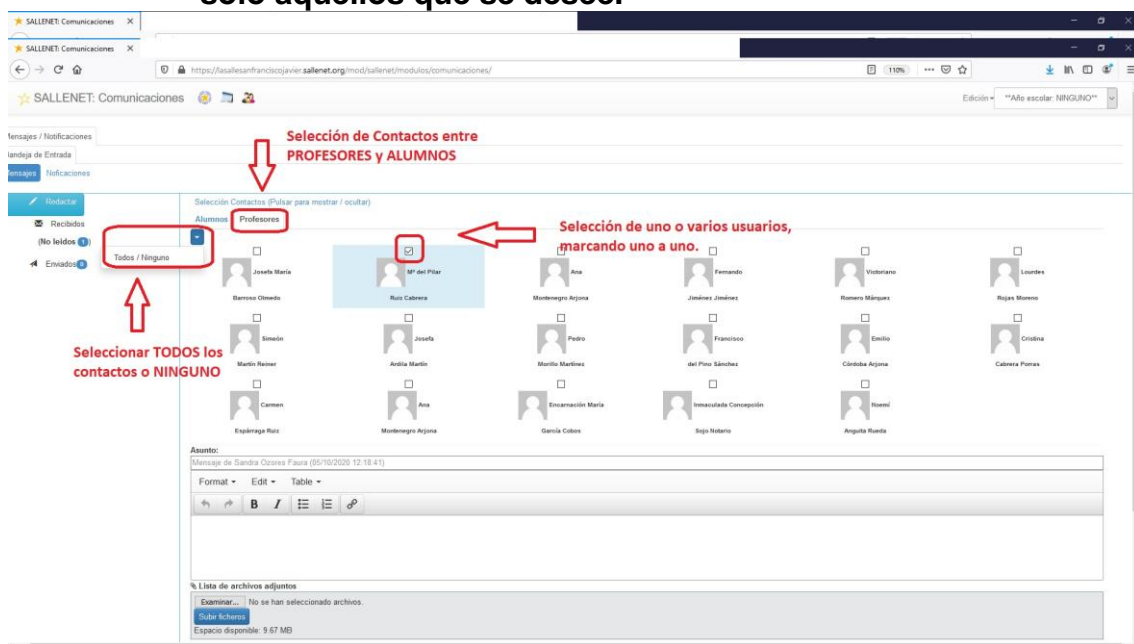 solo aquellos que se desee.
SALLENET: Comunicaciones
SALLENET: Comunicaciones
https://lasallesanfranciscojavier.sallenet.org/mod/sallenet/modulos/comunicaciones/
110%
SALLENET: Comunicaciones
Edición
**Año escolar: NINGUNO**
Mensajes / Notificaciones
Bandeja de Entrada
Mensajes Noficaciones
Selección de Contactos entre
PROFESORES y ALUMNOS
Redactar
Recibidos
(No leídos 1)
Enviados 0
Todos / Ninguno
Seleccionar TODOS los
contactos o NINGUNO
Selección Contactos (Pulsar para mostrar / ocultar)
Alumnos Profesores
Selección de uno o varios usuarios,
marcando uno a uno.
Josefa María Mª del Pilar Ana Fernando Victoriano Lourdes
Barroso Olmedo Ruiz Cabrera Montenegro Arjona Jiménez Jiménez Romero Márquez Rojas Moreno
Simeón Josefa Pedro Francisco Emilio Cristina
Martín Reiner Ardila Martín Morillo Martínez del Pino Sánchez Córdoba Arjona Cabrera Porras
Carmen Ana Encarnación María Inmaculada Concepción Noemí
Espárraga Ruiz Montenegro Arjona García Cobos Sojo Notario Anguita Rueda
Asunto:
Mensaje de Sandra Ozores Faura (05/10/2020 12:18:41)
Format Edit Table
B I
Lista de archivos adjuntos
Examinar... No se han seleccionado archivos.
Subir ficheros
Espacio disponible: 9.67 MB